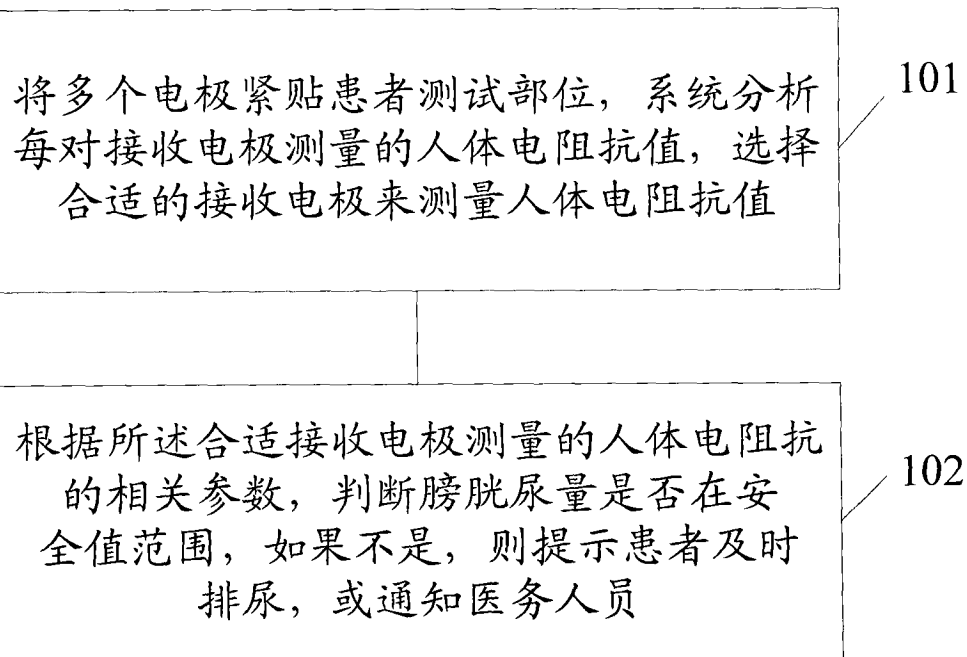 将多个电极紧贴患者测试部位，系统分析
每对接收电极测量的人体电阻抗值，选择
合适的接收电极来测量人体电阻抗值
101
根据所述合适接收电极测量的人体电阻抗
的相关参数，判断膀胱尿量是否在安
全值范围，如果不是，则提示患者及时
排尿，或通知医务人员
102